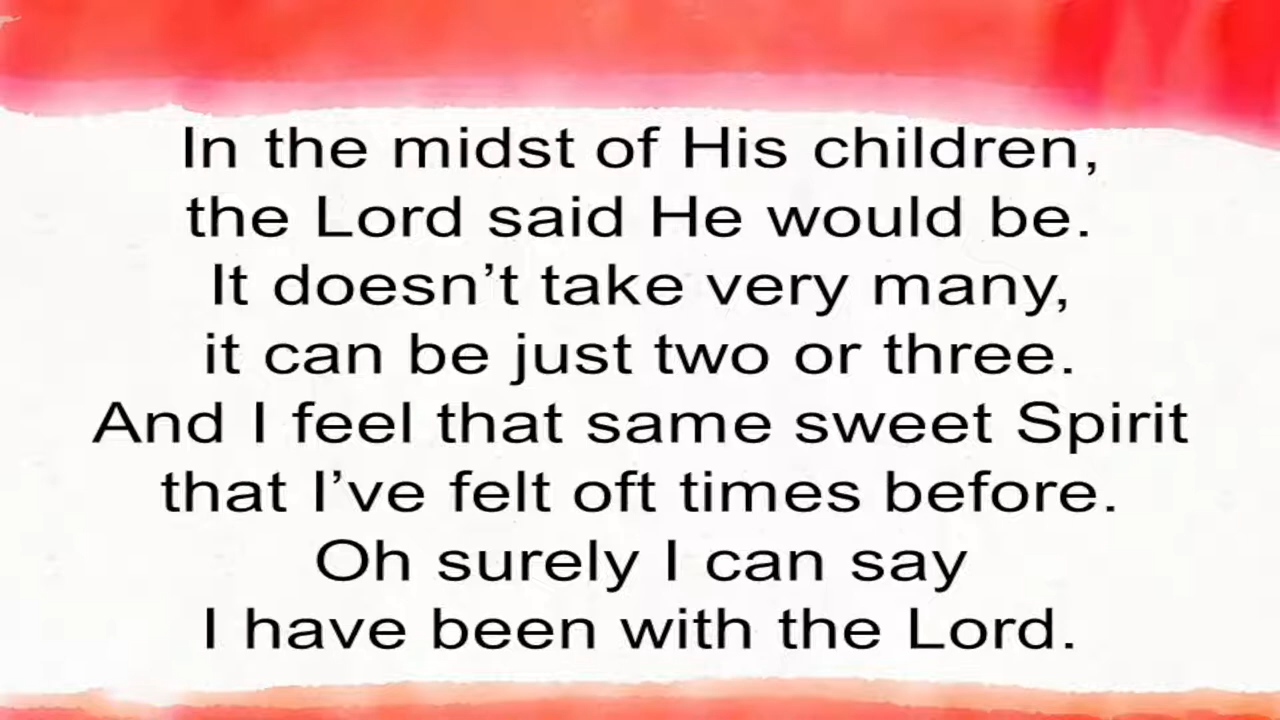 In the midst of His children,
the Lord said He would be.
It doesn’t take very many,
it can be just two or three.
And I feel that same sweet Spirit
that I’ve felt oft times before.
Oh surely I can say
I have been with the Lord.